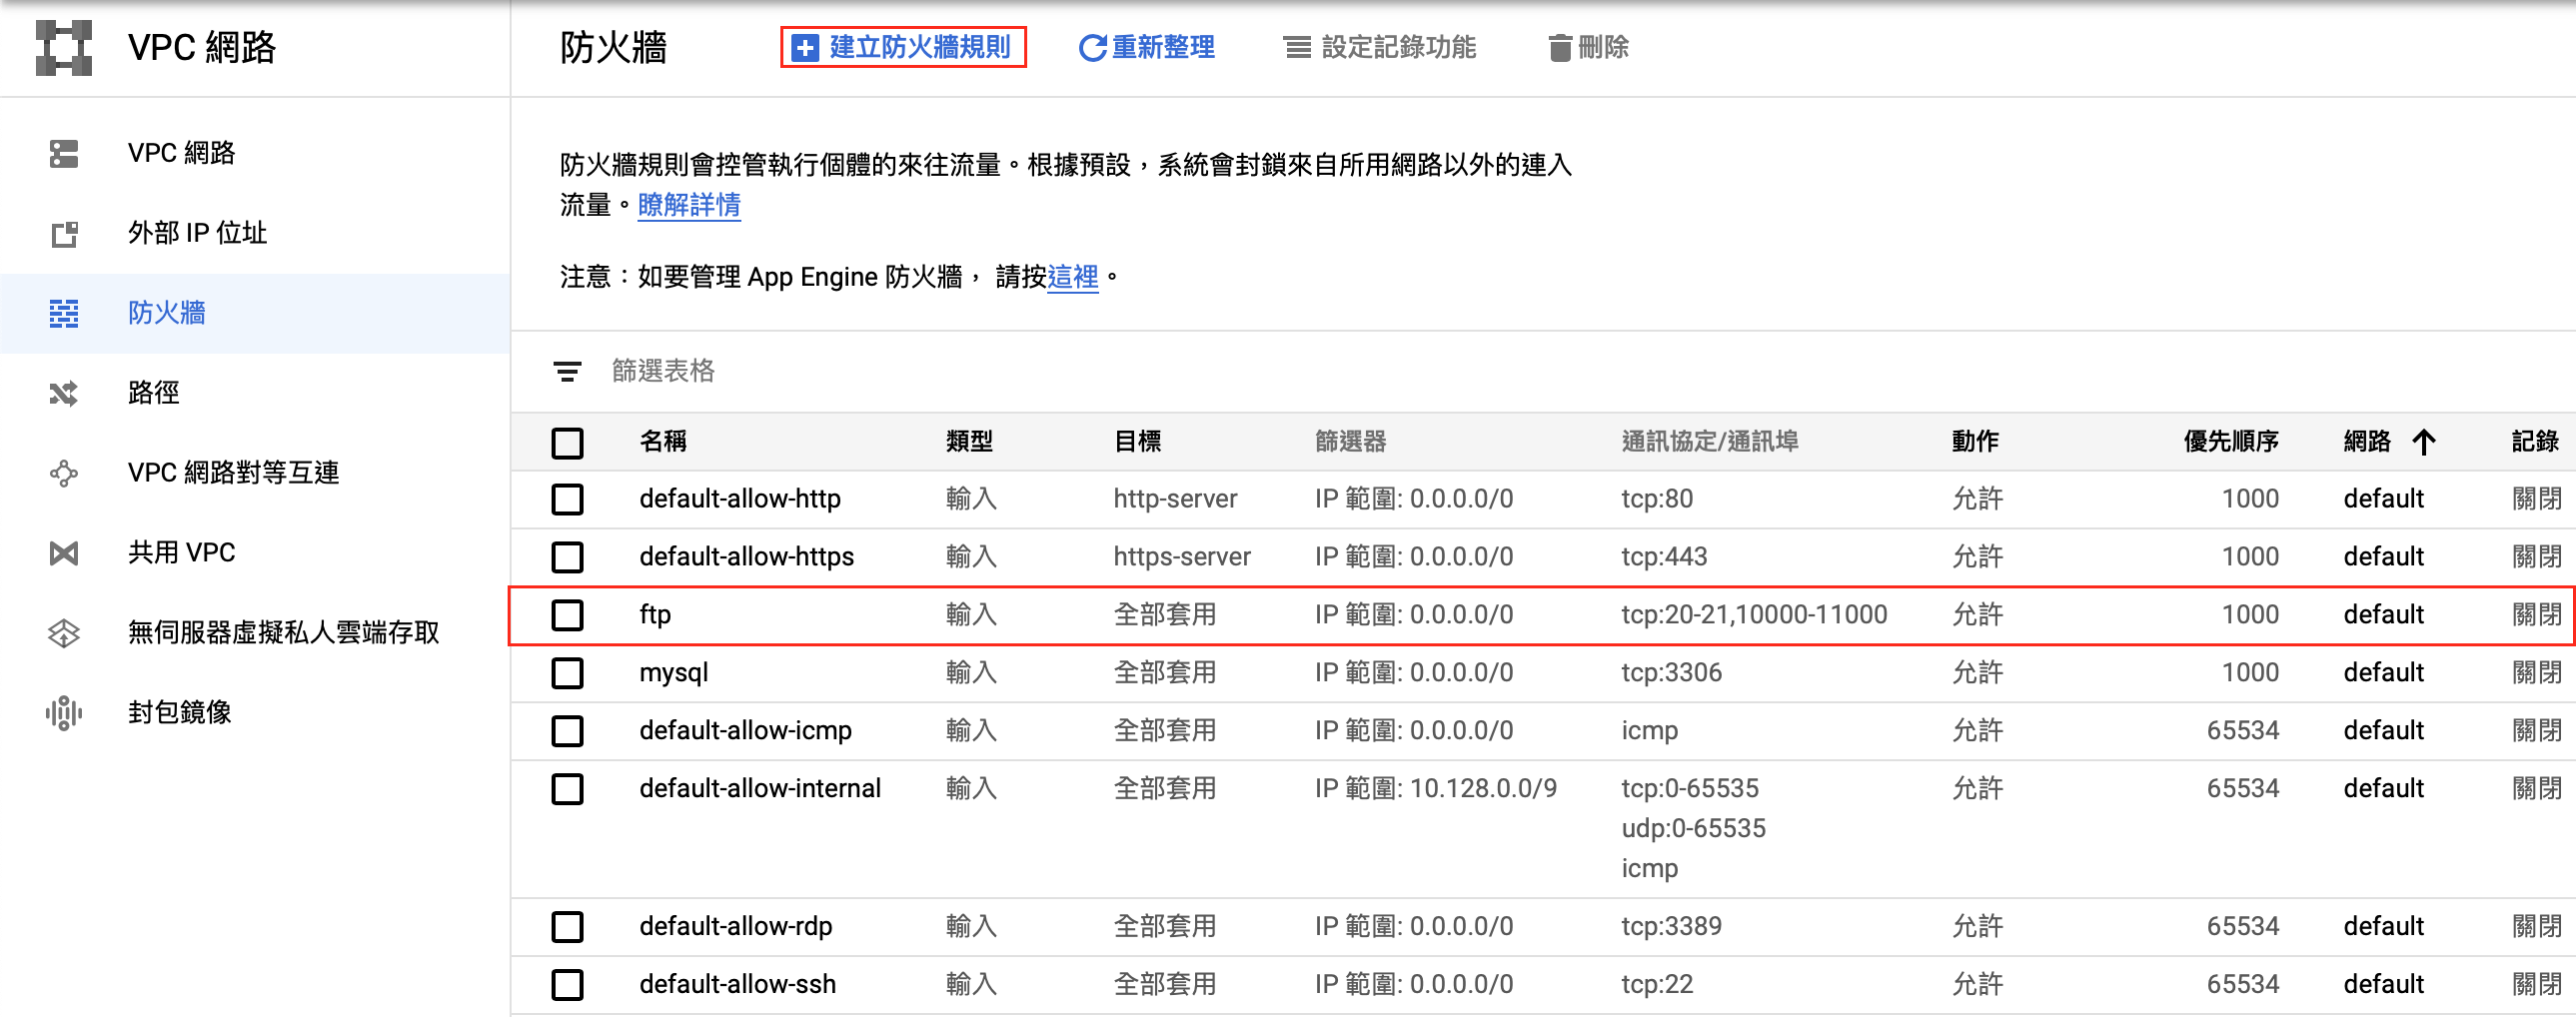 VPC 網路
防火牆 建立防火牆規則 重新整理 設定記錄功能 刪除
VPC 網路
外部 IP 位址
防火牆
路徑
VPC 網路對等互連
共用 VPC
無伺服器虛擬私人雲端存取
封包鏡像
防火牆規則會控管執行個體的來往流量。根據預設，系統會封鎖來自所用網路以外的連入
流量。瞭解詳情
注意：如要管理 App Engine 防火牆， 請按這裡。
篩選表格
名稱 類型 目標 篩選器 通訊協定/通訊埠 動作 優先順序 網路 記錄
default-allow-http 輸入 http-server IP 範圍: 0.0.0.0/0 tcp:80 允許 1000 default 關閉
default-allow-https 輸入 https-server IP 範圍: 0.0.0.0/0 tcp:443 允許 1000 default 關閉
ftp 輸入 全部套用 IP 範圍: 0.0.0.0/0 tcp:20-21,10000-11000 允許 1000 default 關閉
mysql 輸入 全部套用 IP 範圍: 0.0.0.0/0 tcp:3306 允許 1000 default 關閉
default-allow-icmp 輸入 全部套用 IP 範圍: 0.0.0.0/0 icmp 允許 65534 default 關閉
default-allow-internal 輸入 全部套用 IP 範圍: 10.128.0.0/9 tcp:0-65535 允許 65534 default 關閉
udp:0-65535
icmp
default-allow-rdp 輸入 全部套用 IP 範圍: 0.0.0.0/0 tcp:3389 允許 65534 default 關閉
default-allow-ssh 輸入 全部套用 IP 範圍: 0.0.0.0/0 tcp:22 允許 65534 default 關閉